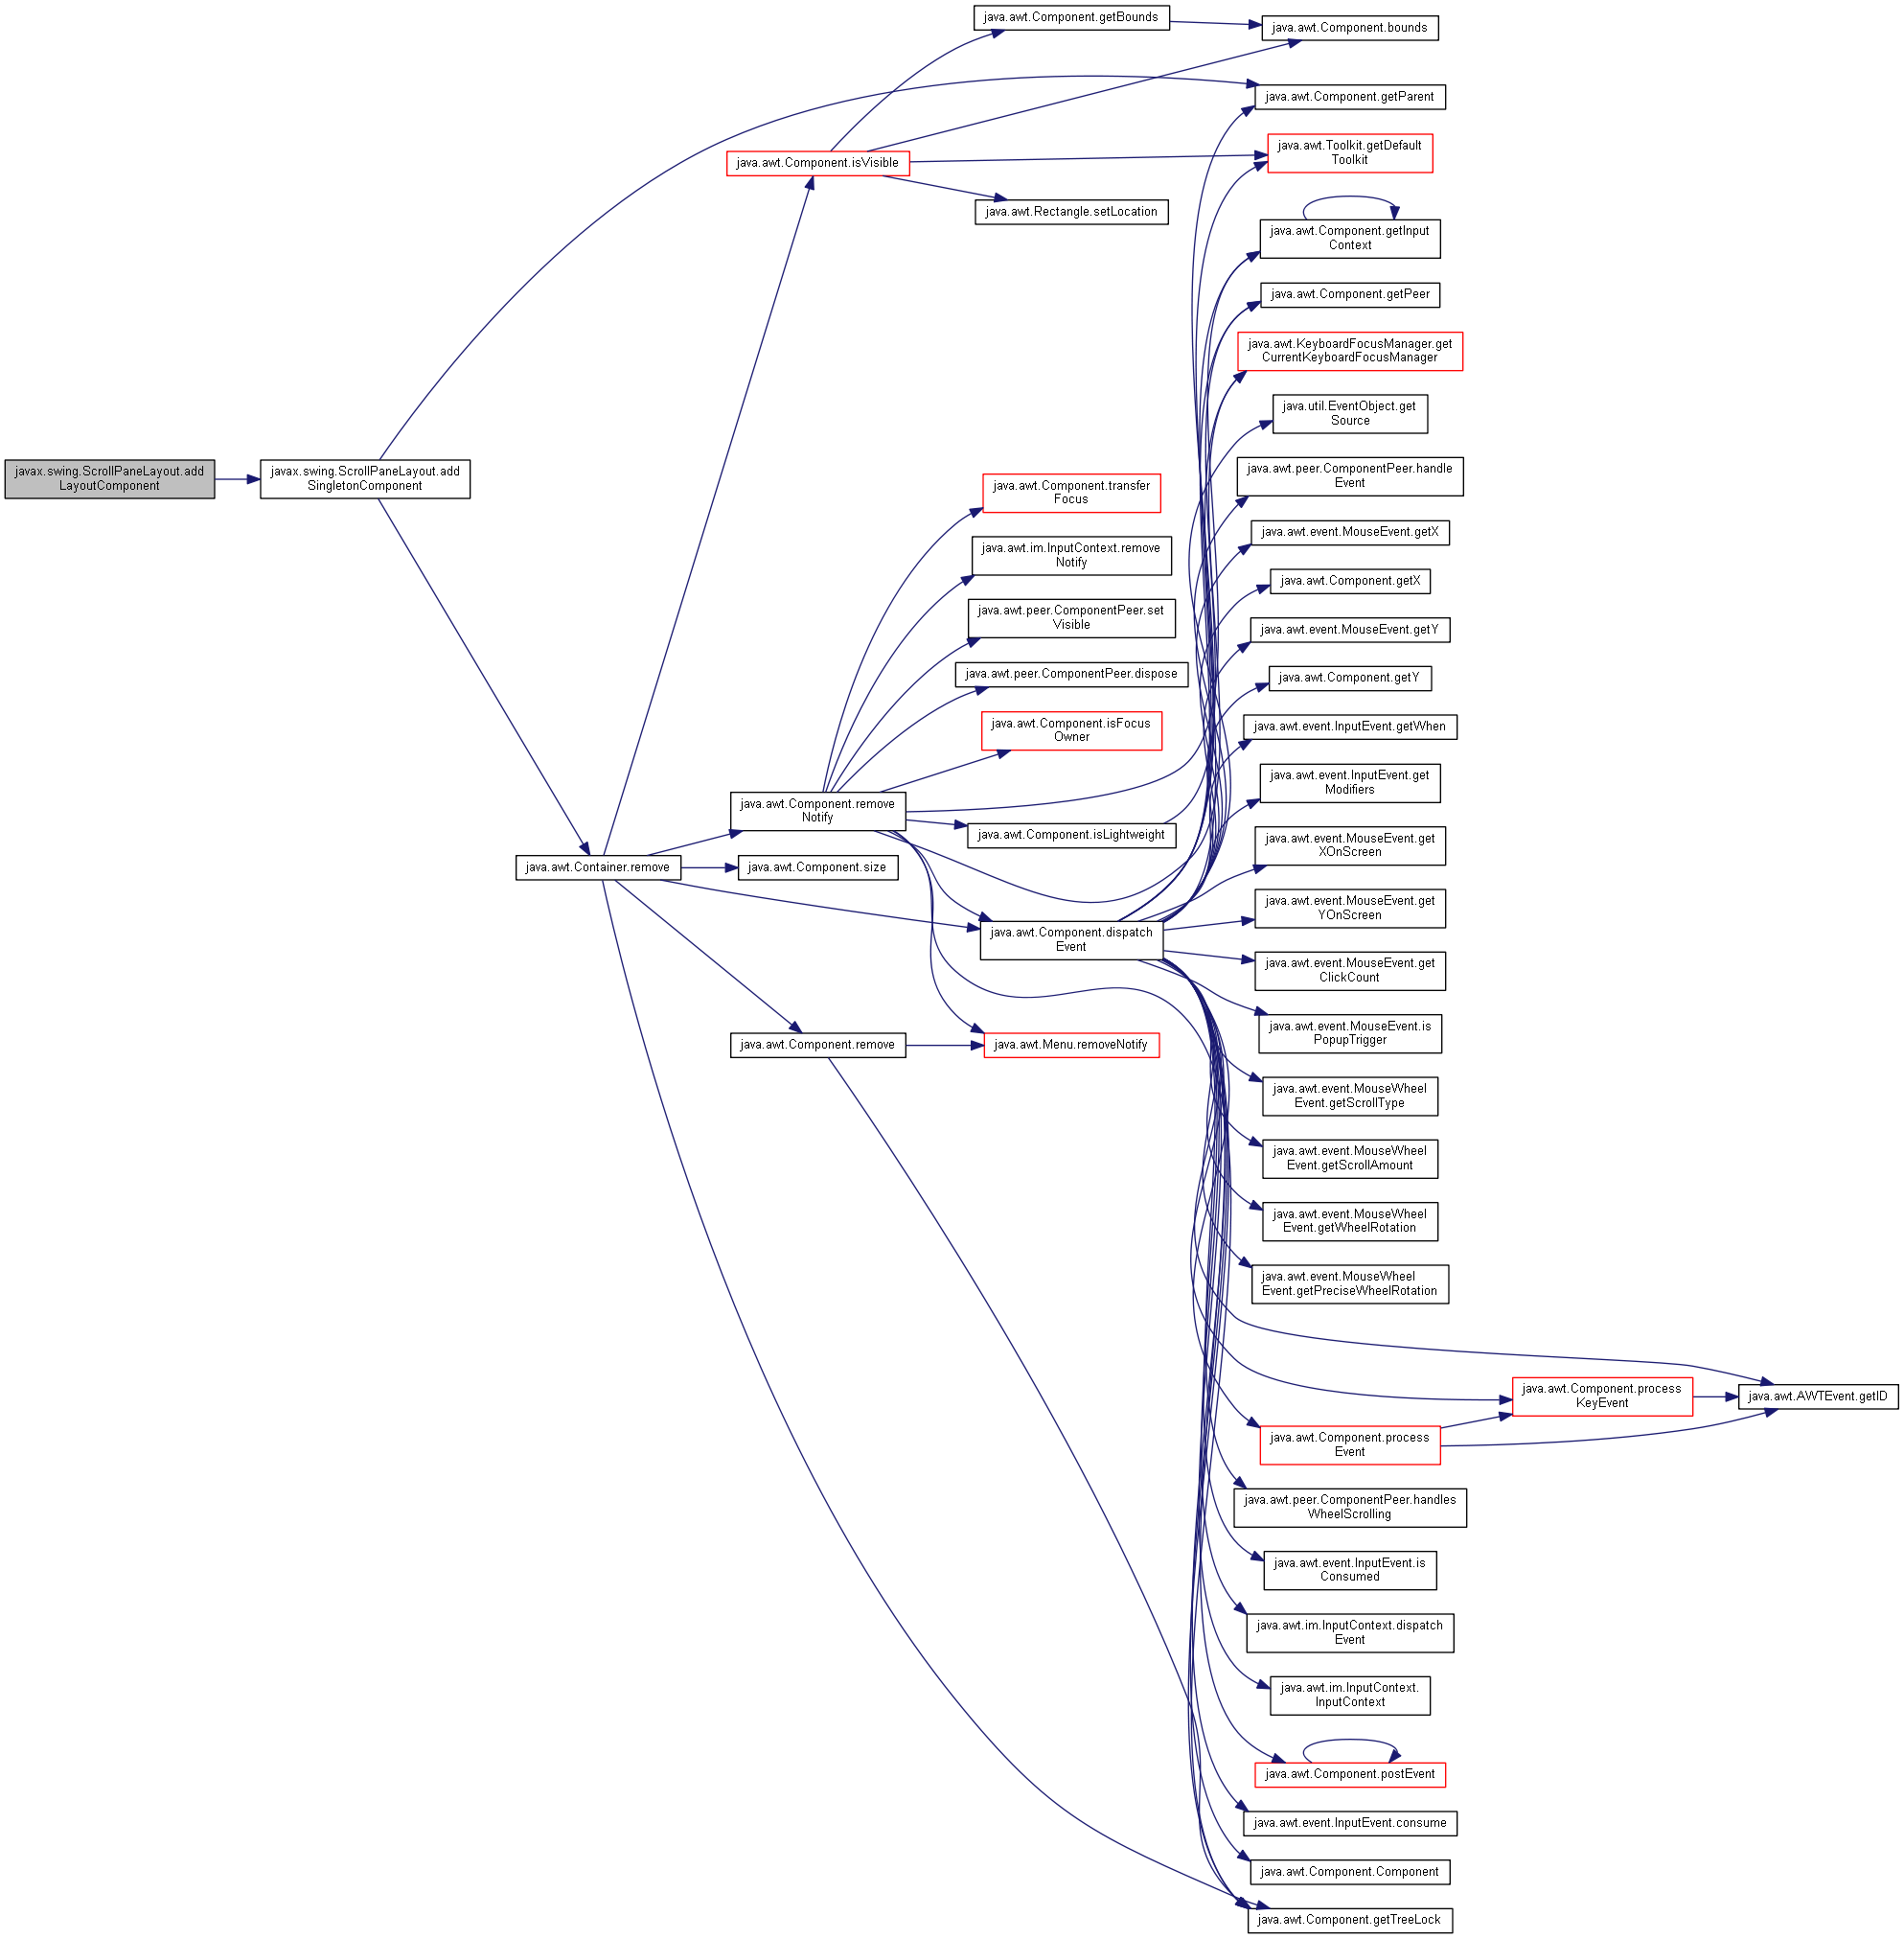 javax.swing.ScrollPaneLayout.add
LayoutComponent
javax.swing.ScrollPaneLayout.add
SingletonComponent
java.awt.Container.remove
java.awt.Component.isVisible
java.awt.Component.remove
Notify
java.awt.Component.size
java.awt.Component.remove
java.awt.Component.getBounds
java.awt.Rectangle.setLocation
java.awt.Component.transfer
Focus
java.awt.im.InputContext.remove
Notify
java.awt.peer.ComponentPeer.set
Visible
java.awt.peer.ComponentPeer.dispose
java.awt.Component.isFocus
Owner
java.awt.Component.isLightweight
java.awt.Component.dispatch
Event
java.awt.Menu.removeNotify
java.awt.Component.bounds
java.awt.Component.getParent
java.awt.Toolkit.getDefault
Toolkit
java.awt.Component.getInput
Context
java.awt.Component.getPeer
java.awt.KeyboardFocusManager.get
CurrentKeyboardFocusManager
java.util.EventObject.get
Source
java.awt.peer.ComponentPeer.handle
Event
java.awt.event.MouseEvent.getX
java.awt.Component.getX
java.awt.event.MouseEvent.getY
java.awt.Component.getY
java.awt.event.InputEvent.getWhen
java.awt.event.InputEvent.get
Modifiers
java.awt.event.MouseEvent.get
XOnScreen
java.awt.event.MouseEvent.get
YOnScreen
java.awt.event.MouseEvent.get
ClickCount
java.awt.event.MouseEvent.is
PopupTrigger
java.awt.event.MouseWheel
Event.getScrollType
java.awt.event.MouseWheel
Event.getScrollAmount
java.awt.event.MouseWheel
Event.getWheelRotation
java.awt.event.MouseWheel
Event.getPreciseWheelRotation
java.awt.Component.process
KeyEvent
java.awt.AWTEvent.getID
java.awt.Component.process
Event
java.awt.peer.ComponentPeer.handles
WheelScrolling
java.awt.event.InputEvent.is
Consumed
java.awt.im.InputContext.dispatch
Event
java.awt.im.InputContext.
InputContext
java.awt.Component.postEvent
java.awt.event.InputEvent.consume
java.awt.Component.Component
java.awt.Component.getTreeLock